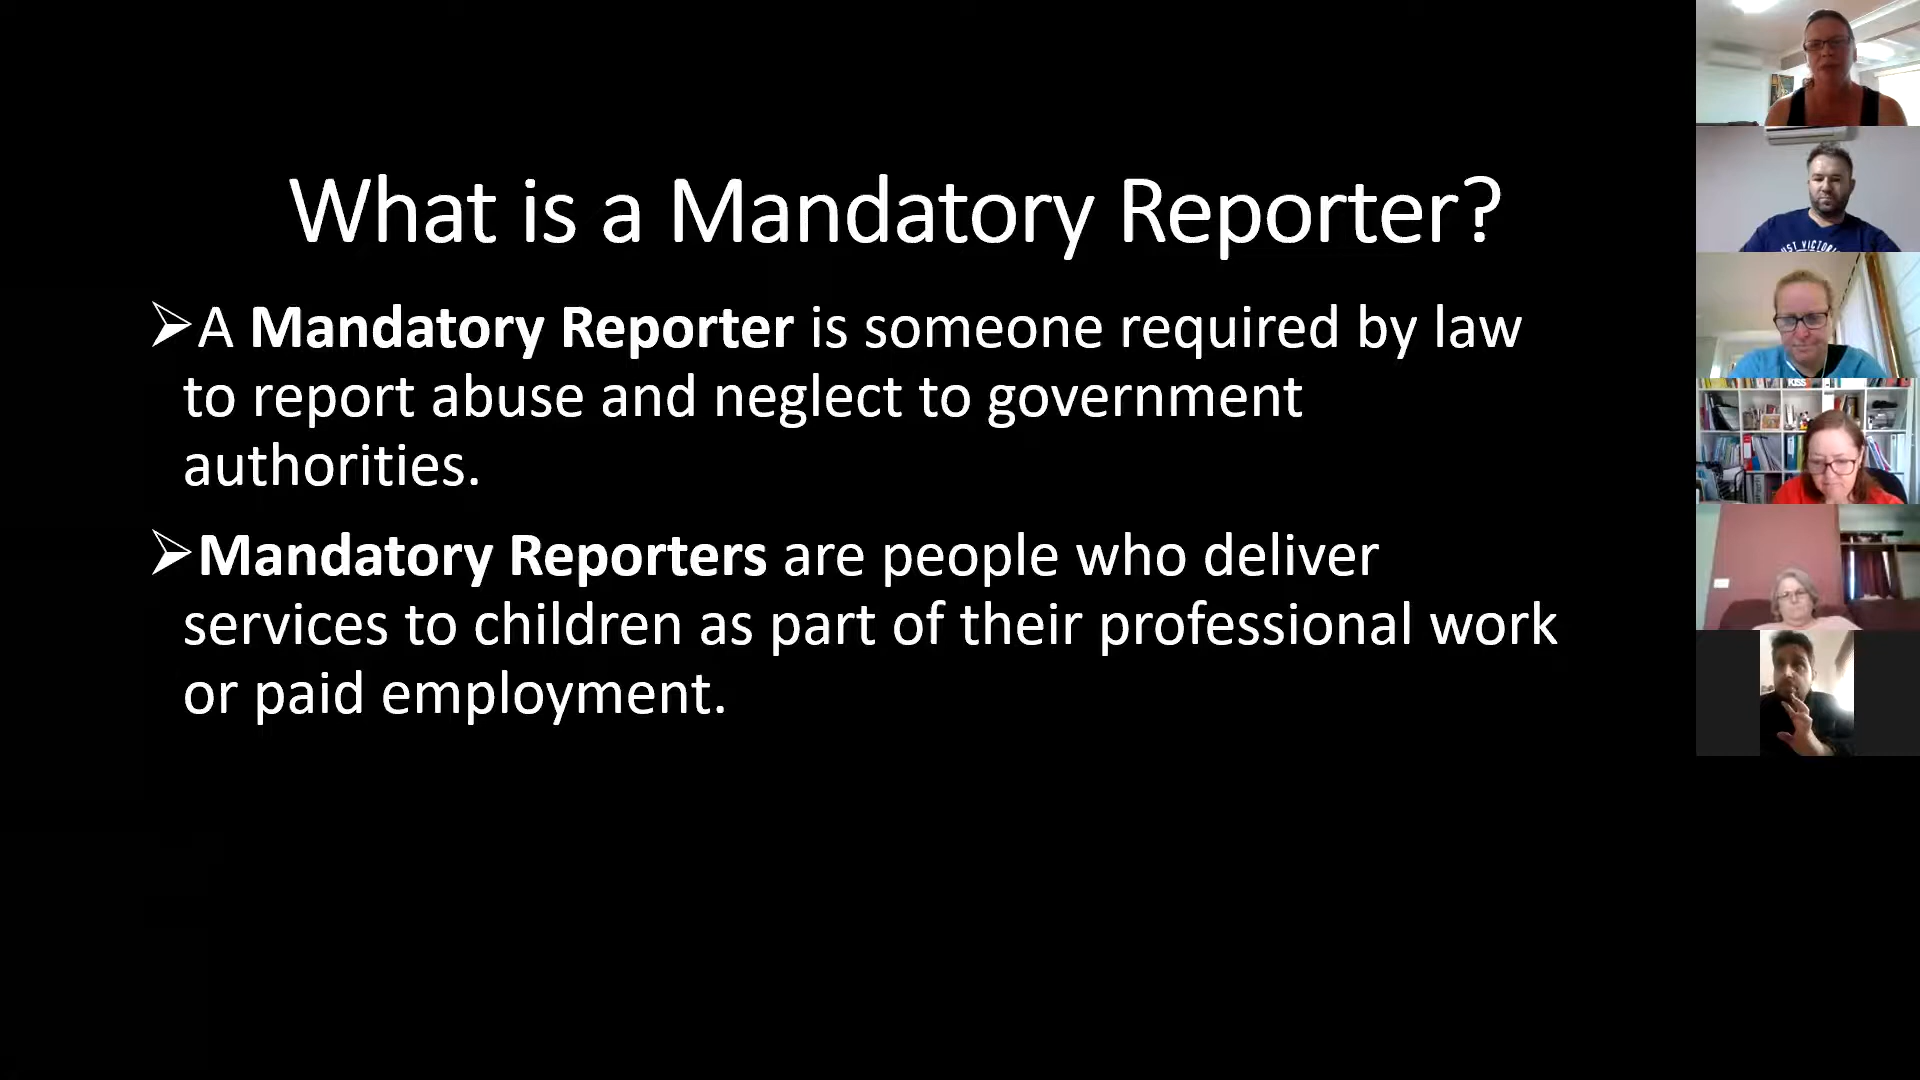 What is a Mandatory Reporter?
A Mandatory Reporter is someone required by law
to report abuse and neglect to government
authorities.
Mandatory Reporters are people who deliver
services to children as part of their professional work
or paid employment.